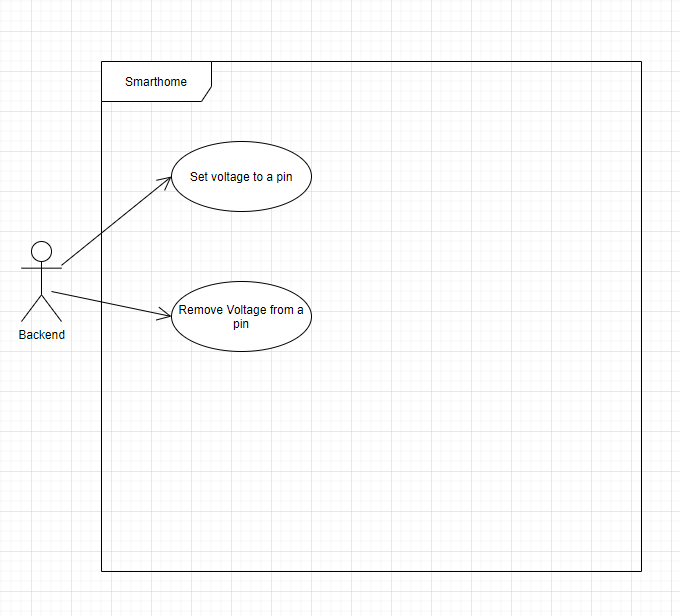 Smarthome
Set voltage to a pin
Remove Voltage from a
pin
Backend